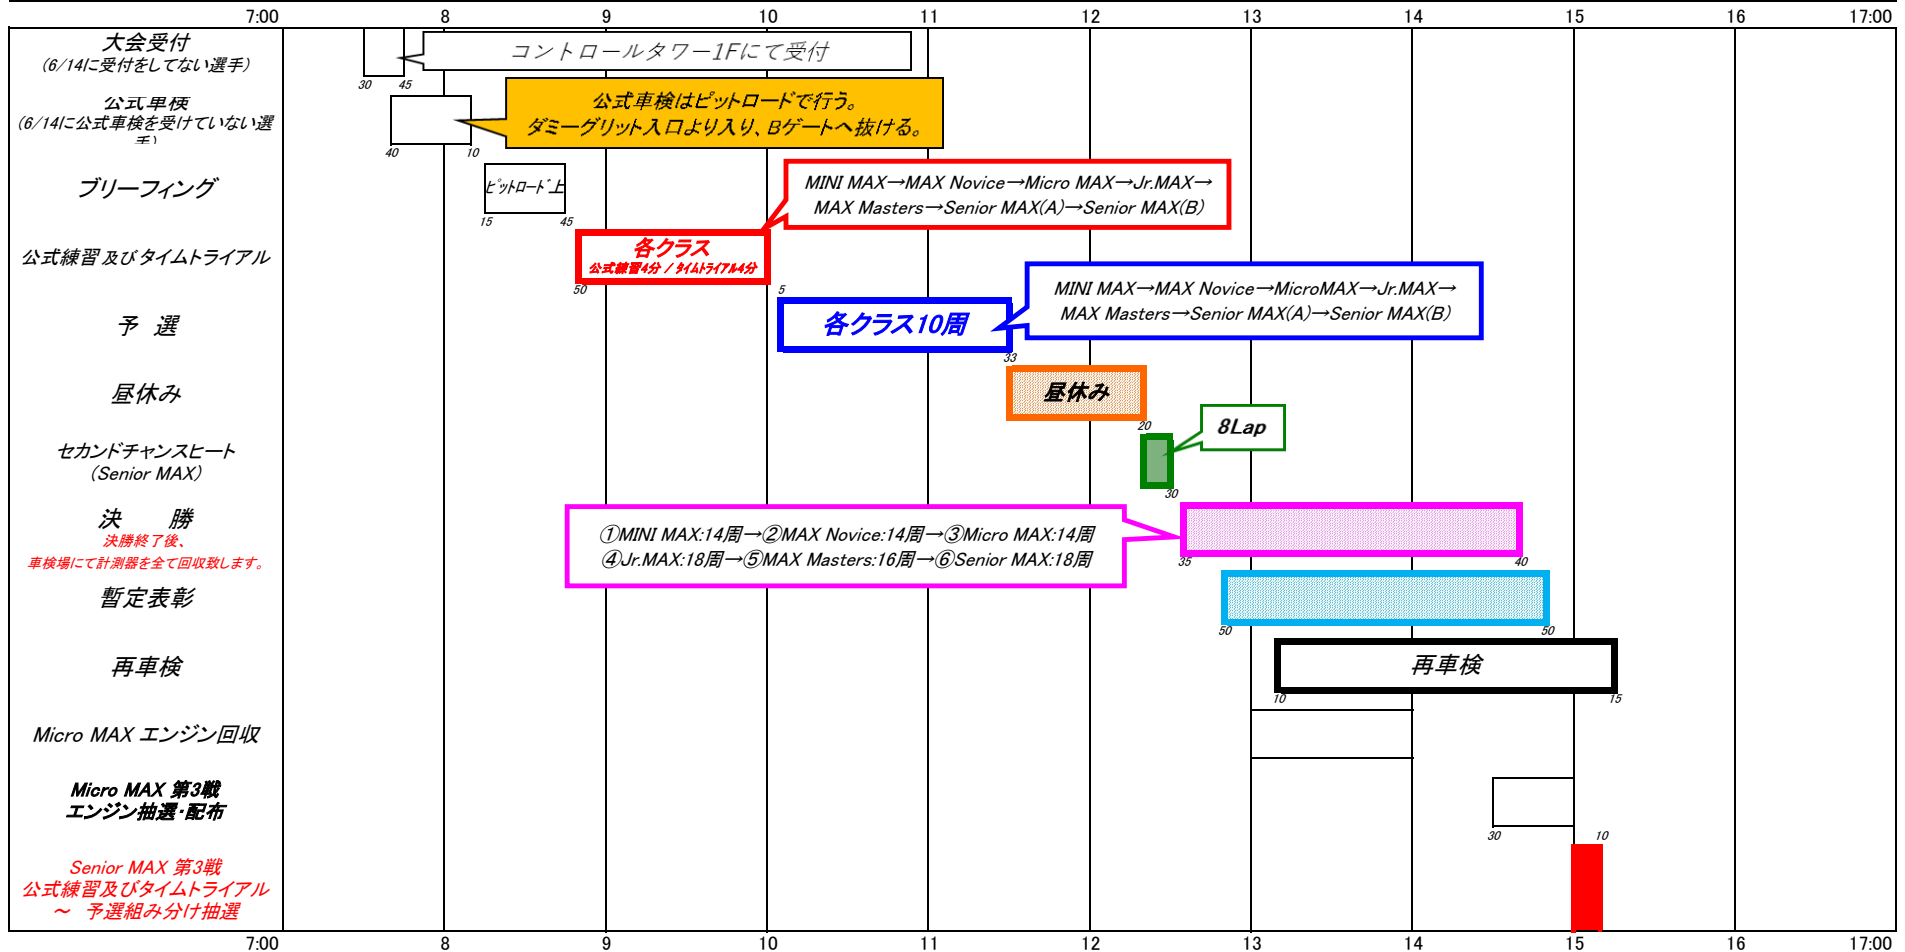 7:00 8 9 10 11 12 13 14 15 16 17:00
大会受付
（6/14に受付をしてない選手）
コントロールタワー1Fにて受付
30 45
公式車検
（6/14に公式車検を受けていない選
手）
公式車検はピットロードで行う。
ダミーグリット入口より入り、Bゲートへ抜ける。
40 10
ブリーフィング
ﾋﾟｯﾄﾛｰﾄﾞ上
15 45
MINI MAX→MAX Novice→Micro MAX→Jr.MAX→
MAX Masters→Senior MAX(A)→Senior MAX(B)
公式練習及びタイムトライアル
各クラス
公式練習4分 / ﾀｲﾑﾄﾗｲｱﾙ4分
50 5
MINI MAX→MAX Novice→MicroMAX→Jr.MAX→
MAX Masters→Senior MAX(A)→Senior MAX(B)
予 選
各クラス10周
33
昼休み
昼休み
20
セカンドチャンスヒート
（Senior MAX）
8Lap
30
決 勝
決勝終了後、
車検場にて計測器を全て回収致します。
①MINI MAX:14周→②MAX Novice:14周→③Micro MAX:14周
④Jr.MAX:18周→⑤MAX Masters:16周→⑥Senior MAX:18周
35 40
暫定表彰
50 50
再車検
再車検
10 15
Micro MAX エンジン回収
Micro MAX 第3戦
エンジン抽選・配布
30 10
Senior MAX 第3戦
公式練習及びタイムトライアル
～ 予選組み分け抽選
7:00 8 9 10 11 12 13 14 15 16 17:00